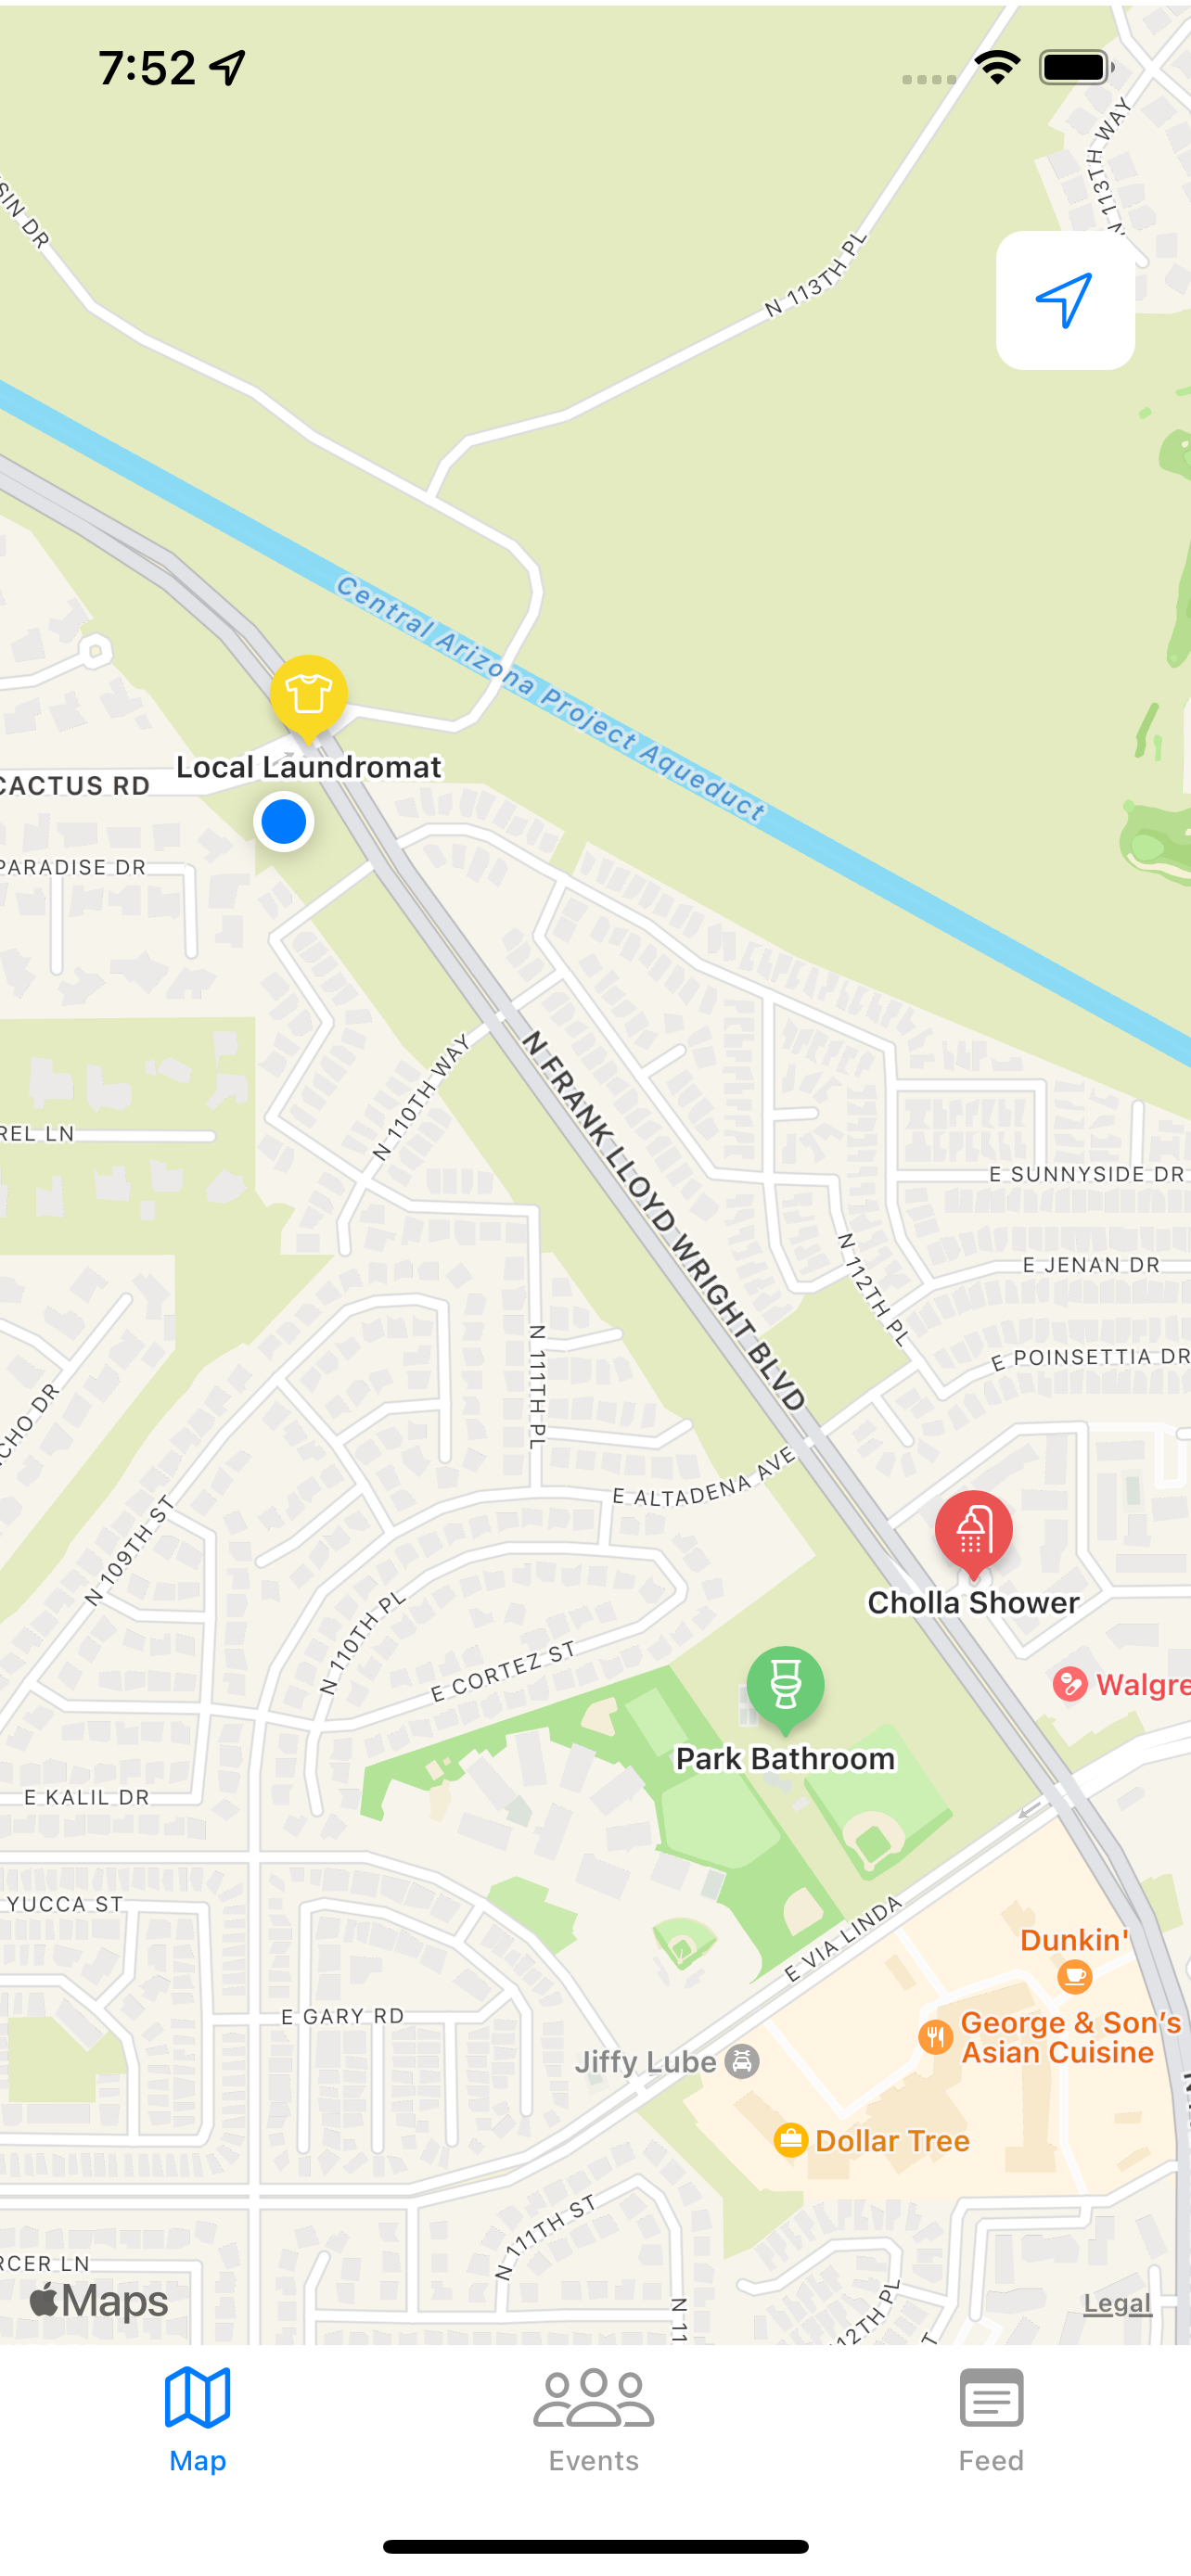 7:52
SIN DR
N 113TH WAY
N 113TH PL
Central Arizona Project Aqueduct
Local Laundromat
CACTUS RD
PARADISE DR
N 110TH WAY
N FRANK LLOYD WRIGHT BLVD
REL LN
E SUNNYSIDE DR
N 112TH PL
E JENAN DR
N 111TH PL
E POINSETTIA DR
CHO DR
E ALTADENA AVE
N 109TH ST
Cholla Shower
N 110TH PL
E CORTEZ ST
Walgre
Park Bathroom
E KALIL DR
YUCCA ST
E VIA LINDA
Dunkin'
E GARY RD
George & Son's
Asian Cuisine
Jiffy Lube
Dollar Tree
N 111TH ST
RCER LN
Maps
N 11
12TH PL
Legal
Map
Events
Feed